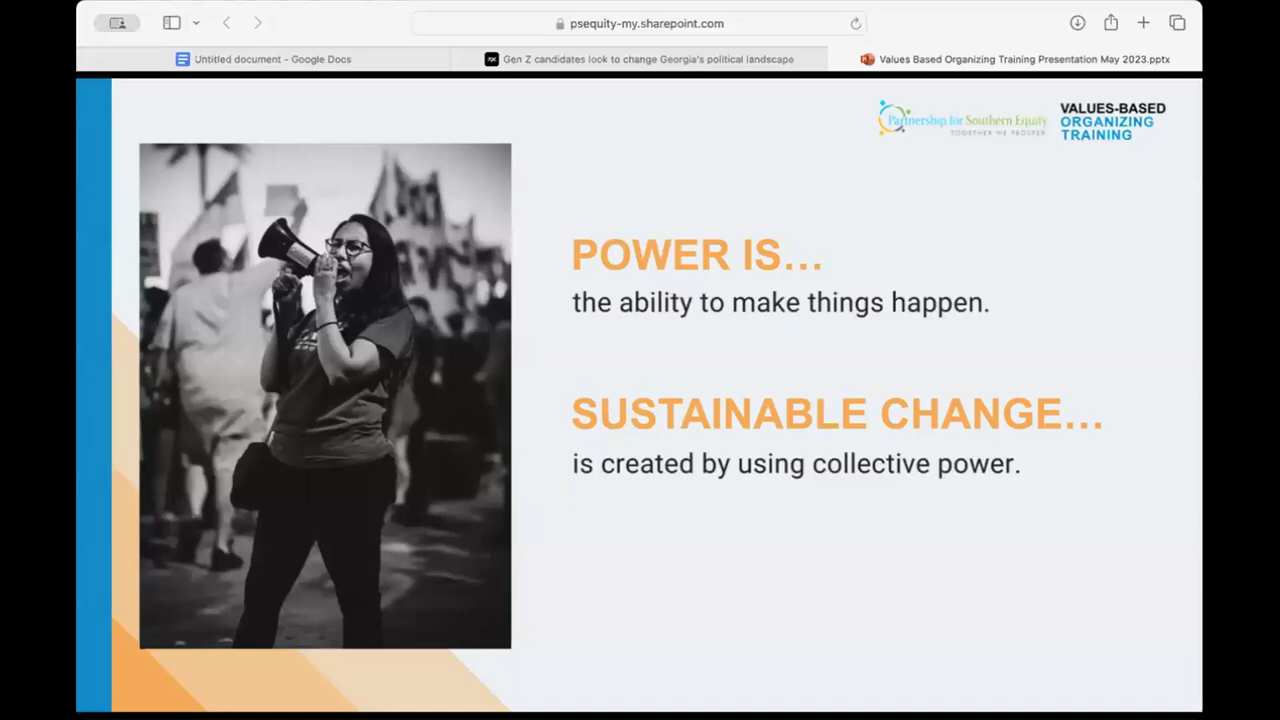 psequity-my.sharepoint.com
Untitled document - Google Docs
Gen Z candidates look to change Georgia's political landscape
Values Based Organizing Training Presentation May 2023.pptx
Partnership for Southern Equity
TOGETHER WE PROSPER
VALUES-BASED
ORGANIZING
TRAINING
POWER IS…
the ability to make things happen.
SUSTAINABLE CHANGE…
is created by using collective power.